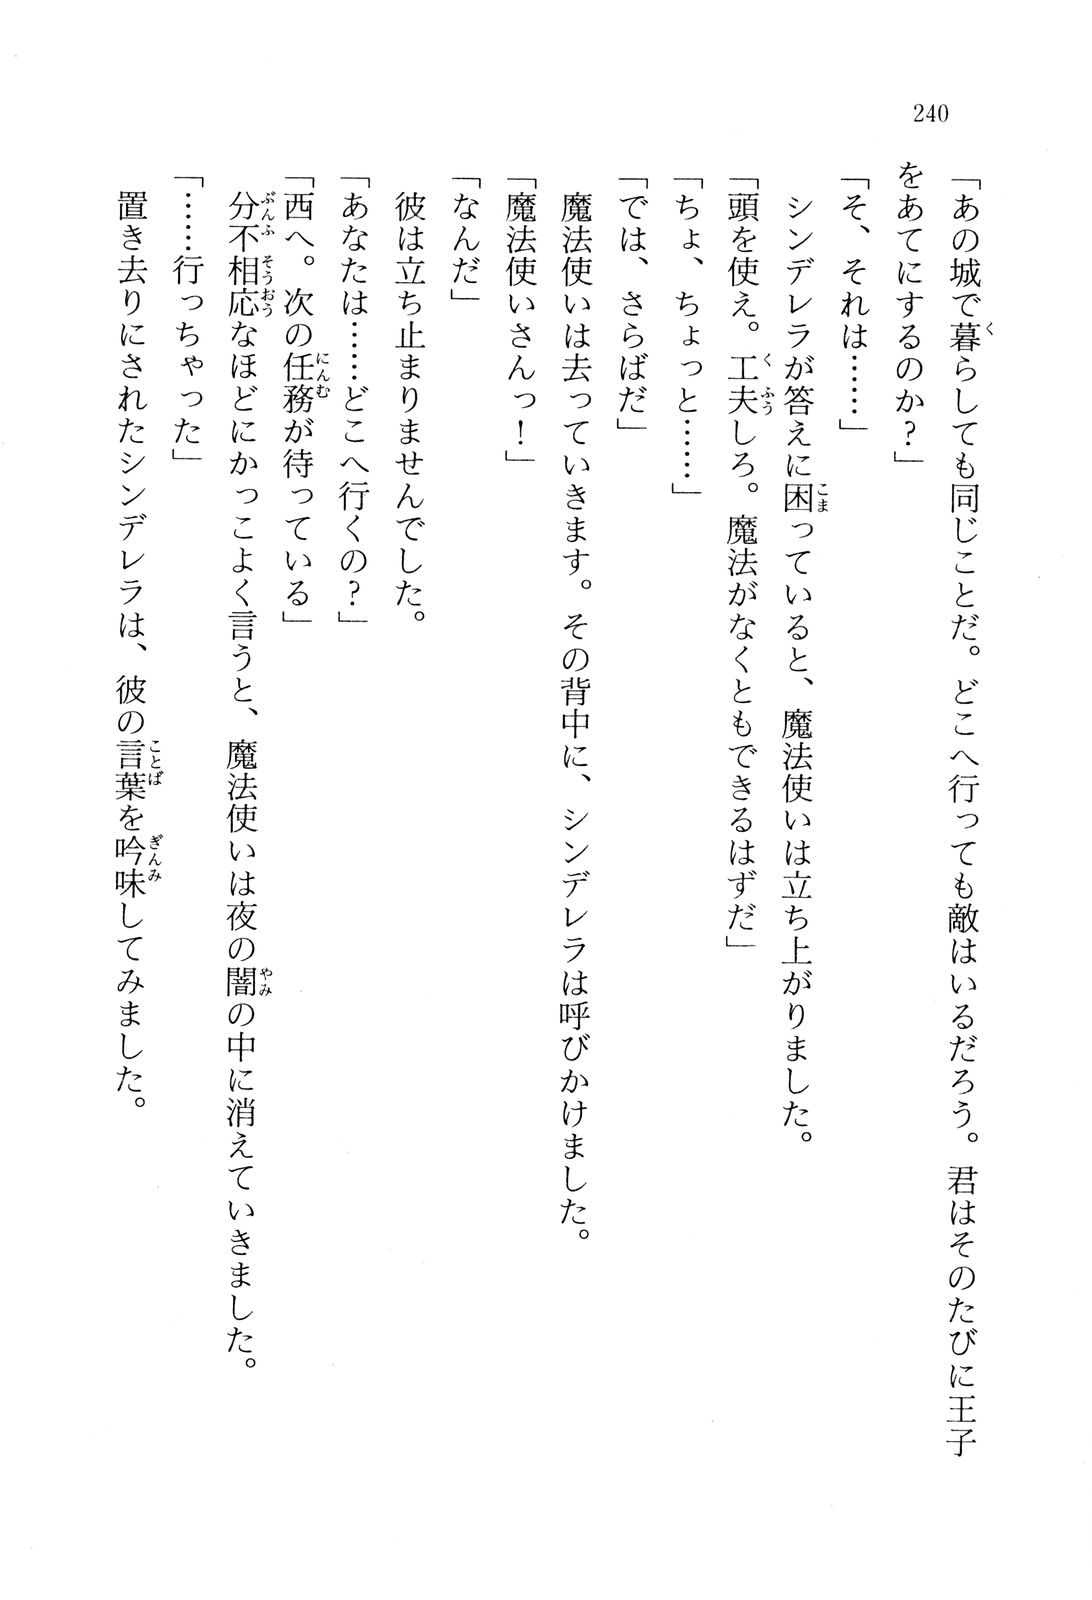 240
「あの城で暮らしても同じことだ。どこへ行っても敵はいるだろう。君はそのたびに王子
をあてにするのか?」
「そ、それは……」
シンデレラが答えに困っていると、魔法使いは立ち上がりました。
「頭を使え。工夫しろ。魔法がなくともできるはずだ」
「ちょ、ちょっと……」
「では、さらばだ」
魔法使いは去っていきます。その背中に、シンデレラは呼びかけました。
「魔法使いさんっ!」
「なんだ」
彼は立ち止まりませんでした。
「あなたは……どこへ行くの?」
「西へ。次の任務が待っている」
分不相応なほどにかっこよく言うと、魔法使いは夜の闇の中に消えていきました。
「……行っちゃった」
置き去りにされたシンデレラは、彼の言葉を吟味してみました。